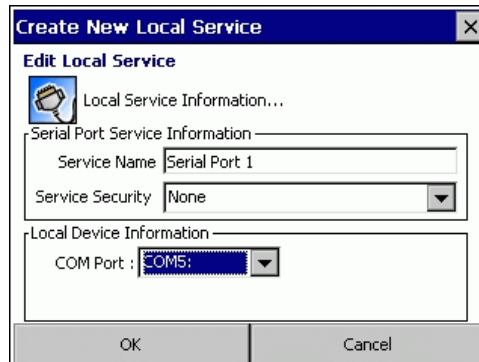 Create New Local Service
Edit Local Service
Local Service Information...
Serial Port Service Information
Service Name Serial Port 1
Service Security None
Local Device Information
COM Port : COM5:
OK Cancel